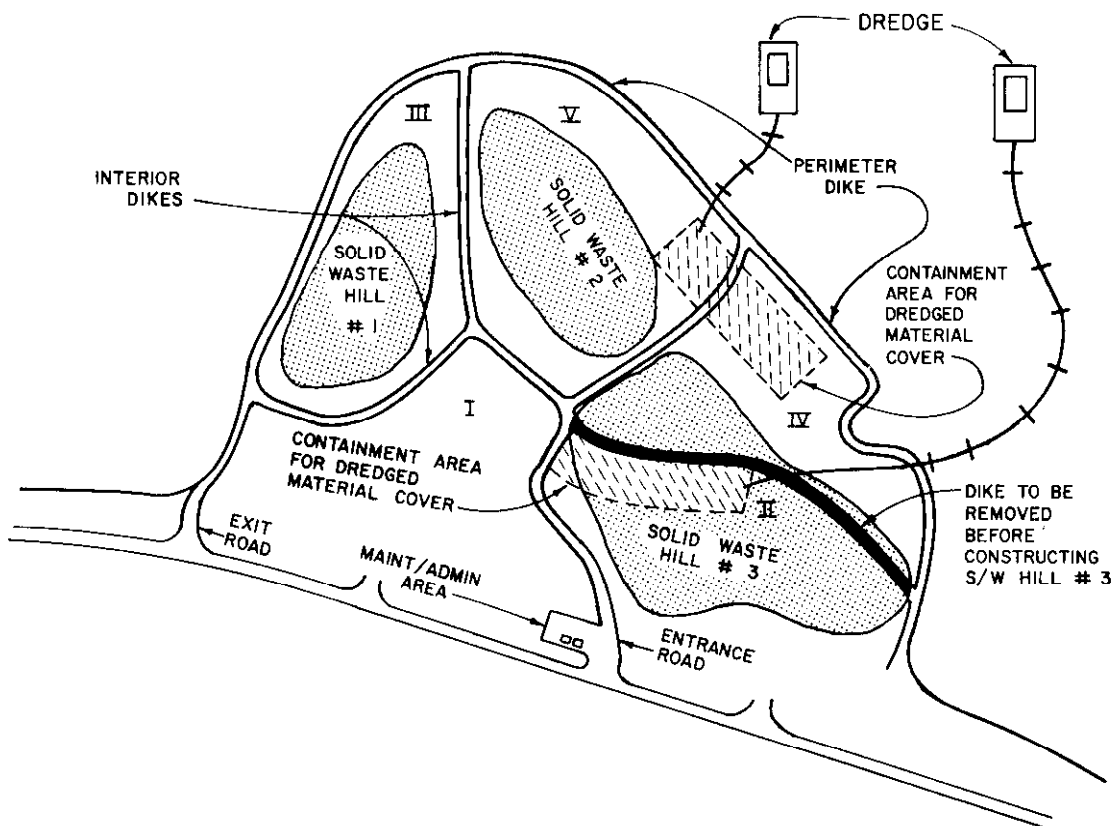 DREDGE
III
V
PERIMETER
DIKE
INTERIOR
DIKES
SOLID WASTE
HILL
# 2
SOLID
WASTE
HILL
# 1
CONTAINMENT
AREA FOR
DREDGED
MATERIAL
COVER
I
IV
CONTAINMENT AREA
FOR DREDGED
MATERIAL COVER
II
SOLID WASTE
HILL # 3
DIKE TO BE
REMOVED
BEFORE
CONSTRUCTING
S/W HILL # 3
EXIT
ROAD
MAINT/ADMIN
AREA
ENTRANCE
ROAD